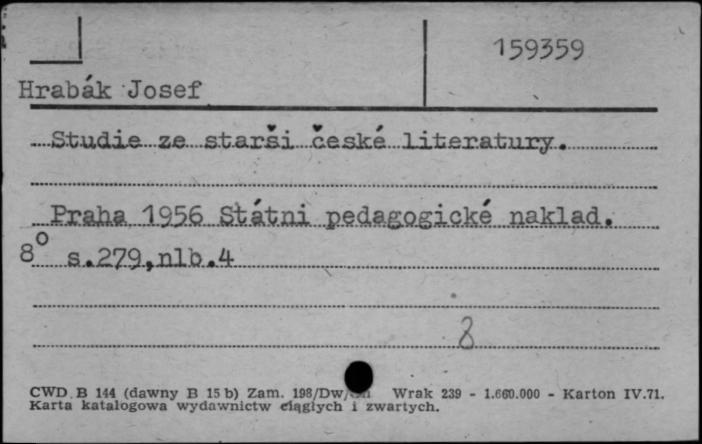 159359
Hrabák Josef
Studie ze starši české literatury.
Praha 1956 Státni pedagogické naklad.
8° s.279,nlb.4
8
CWD B 144 (dawny B 15 b) Zam. 198/Dw/ Wrak 239 - 1.660.000 - Karton IV.71.
Karta katalogowa wydawnictw ciągłych i zwartych.